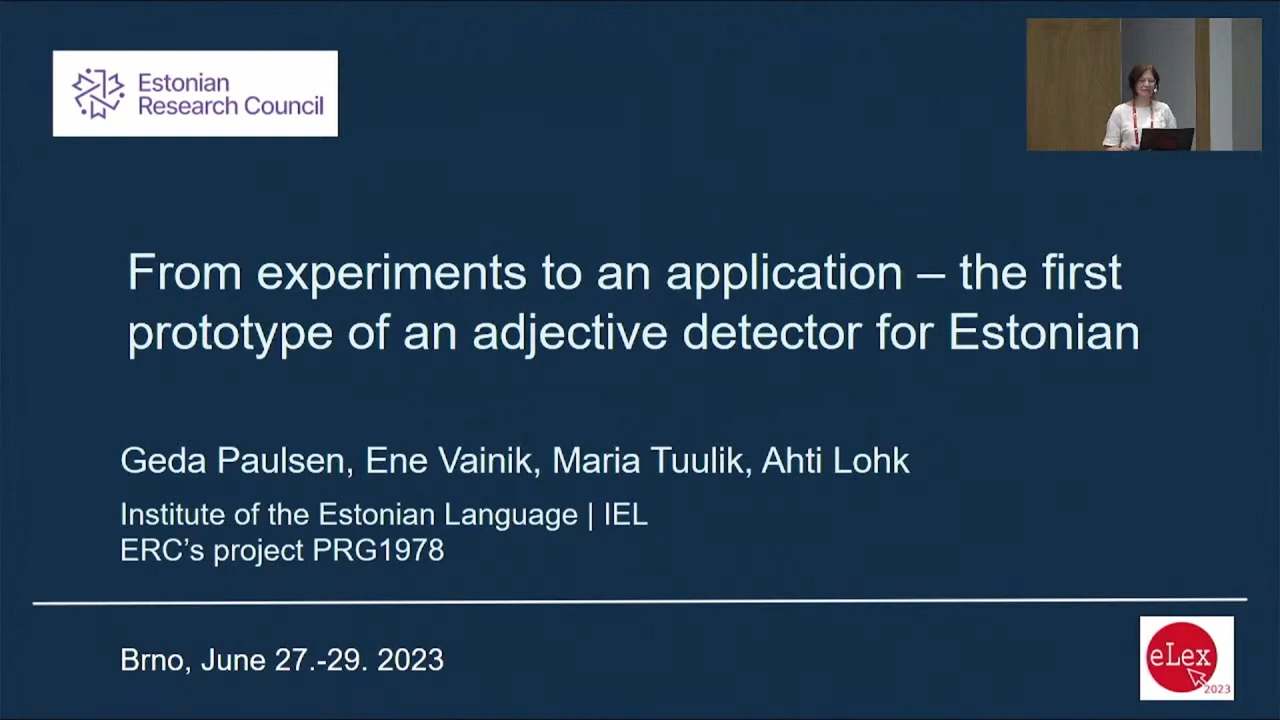 Estonian
Research Council
From experiments to an application – the first
prototype of an adjective detector for Estonian
Geda Paulsen, Ene Vainik, Maria Tuulik, Ahti Lohk
Institute of the Estonian Language | IEL
ERC’s project PRG1978
Brno, June 27.-29. 2023
eLex
2023